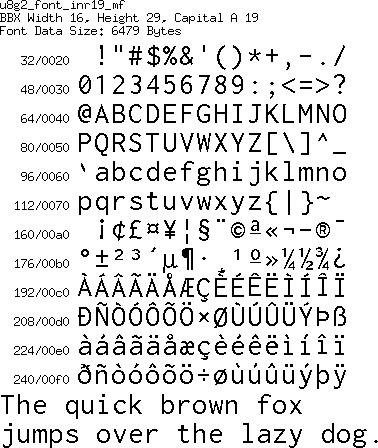 u8g2_font_inr19_mf
BBX Width 16, Height 29, Capital A 19
Font Data Size: 6479 Bytes
32/0020 !"#$%&'()*+,-./
48/0030 0123456789:;<=>?
64/0040 @ABCDEFGHIJKLMNO
80/0050 PQRSTUVWXYZ[\]^_
96/0060 `abcdefghijklmno
112/0070 pqrstuvwxyz{|}~
160/00a0 ¡¢£¤¥¦§¨©ª«¬-®¯
176/00b0 °±²³´µ¶·¸¹º»¼½¾¿
192/00c0 ÀÁÂÃÄÅÆÇÈÉÊËÌÍÎÏ
208/00d0 ÐÑÒÓÔÕÖ×ØÙÚÛÜÝÞß
224/00e0 àáâãäåæçèéêëìíîï
240/00f0 ðñòóôõö÷øùúûüýþÿ
The quick brown fox
jumps over the lazy dog.